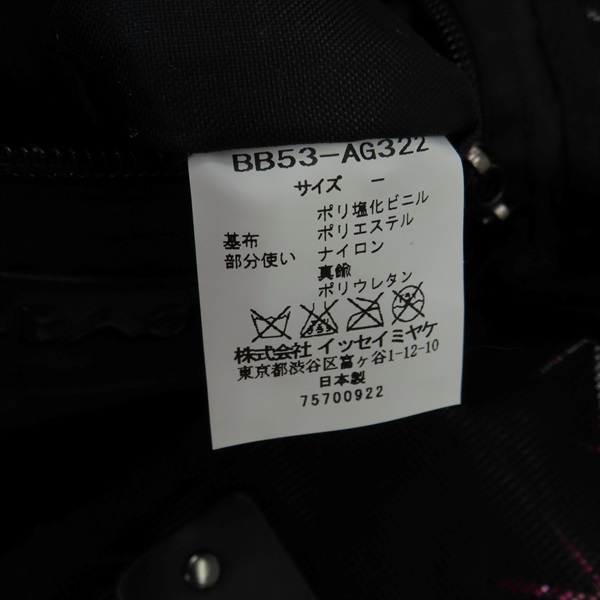 BB53-AG322
サイズ －
ポリ塩化ビニル
基布 ポリエステル
部分使い ナイロン
真鍮
ポリウレタン
株式会社 イッセイミヤケ
東京都渋谷区富ヶ谷1-12-10
日本製
75700922